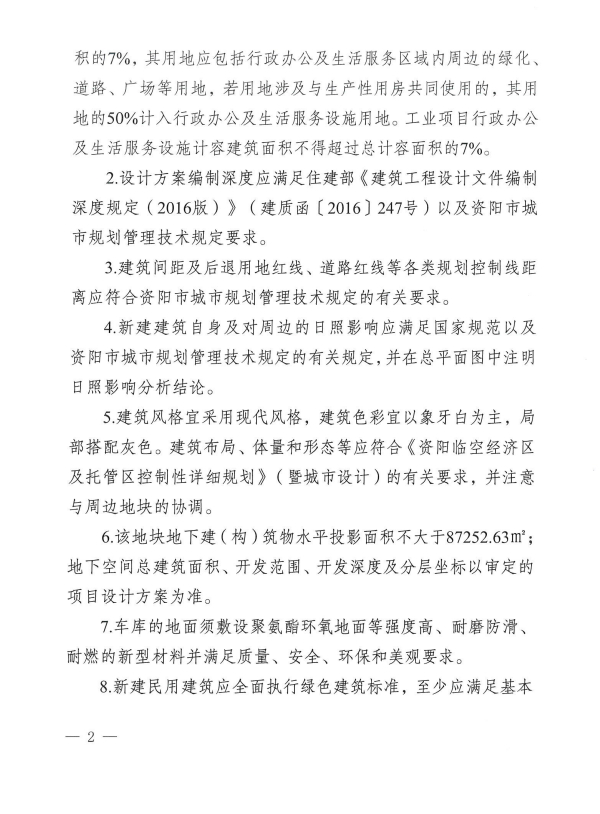 积的7%，其用地应包括行政办公及生活服务区域内周边的绿化、
道路、广场等用地，若用地涉及与生产性用房共同使用的，其用
地的50%计入行政办公及生活服务设施用地。工业项目行政办公
及生活服务设施计容建筑面积不得超过总计容面积的7%。
2.设计方案编制深度应满足住建部《建筑工程设计文件编制
深度规定（2016版）》（建质函〔2016〕247号）以及资阳市城
市规划管理技术规定要求。
3.建筑间距及后退用地红线、道路红线等各类规划控制线距
离应符合资阳市城市规划管理技术规定的有关要求。
4.新建建筑自身及对周边的日照影响应满足国家规范以及
资阳市城市规划管理技术规定的有关规定，并在总平面图中注明
日照影响分析结论。
5.建筑风格宜采用现代风格，建筑色彩宜以象牙白为主，局
部搭配灰色。建筑布局、体量和形态等应符合《资阳临空经济区
及托管区控制性详细规划》（暨城市设计）的有关要求，并注意
与周边地块的协调。
6.该地块地下建（构）筑物水平投影面积不大于87252.63㎡；
地下空间总建筑面积、开发范围、开发深度及分层坐标以审定的
项目设计方案为准。
7.车库的地面须敷设聚氨酯环氧地面等强度高、耐磨防滑、
耐燃的新型材料并满足质量、安全、环保和美观要求。
8.新建民用建筑应全面执行绿色建筑标准，至少应满足基本
— 2 —